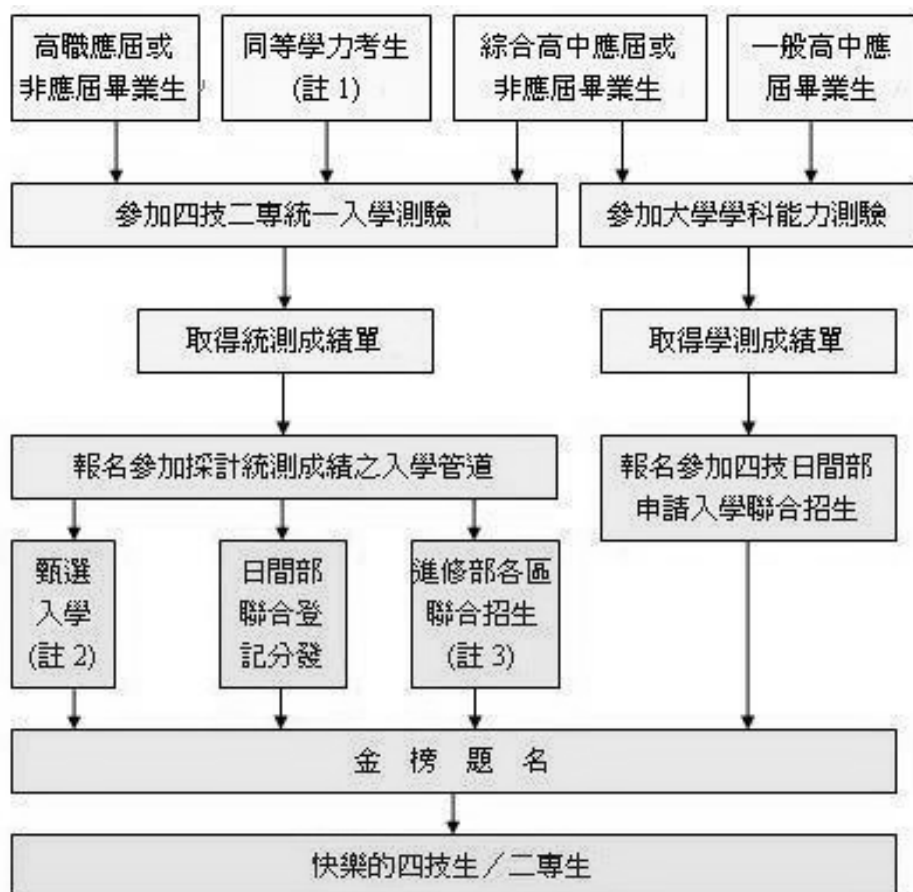 高職應屆或
非應屆畢業生
同等學力考生
(註 1)
綜合高中應屆或
非應屆畢業生
一般高中應
屆畢業生
參加四技二專統一入學測驗
參加大學學科能力測驗
取得統測成績單
取得學測成績單
報名參加採計統測成績之入學管道
報名參加四技日間部
申請入學聯合招生
甄選
入學
(註 2)
日間部
聯合登
記分發
進修部各區
聯合招生
(註 3)
金 榜 題 名
快樂的四技生／二專生